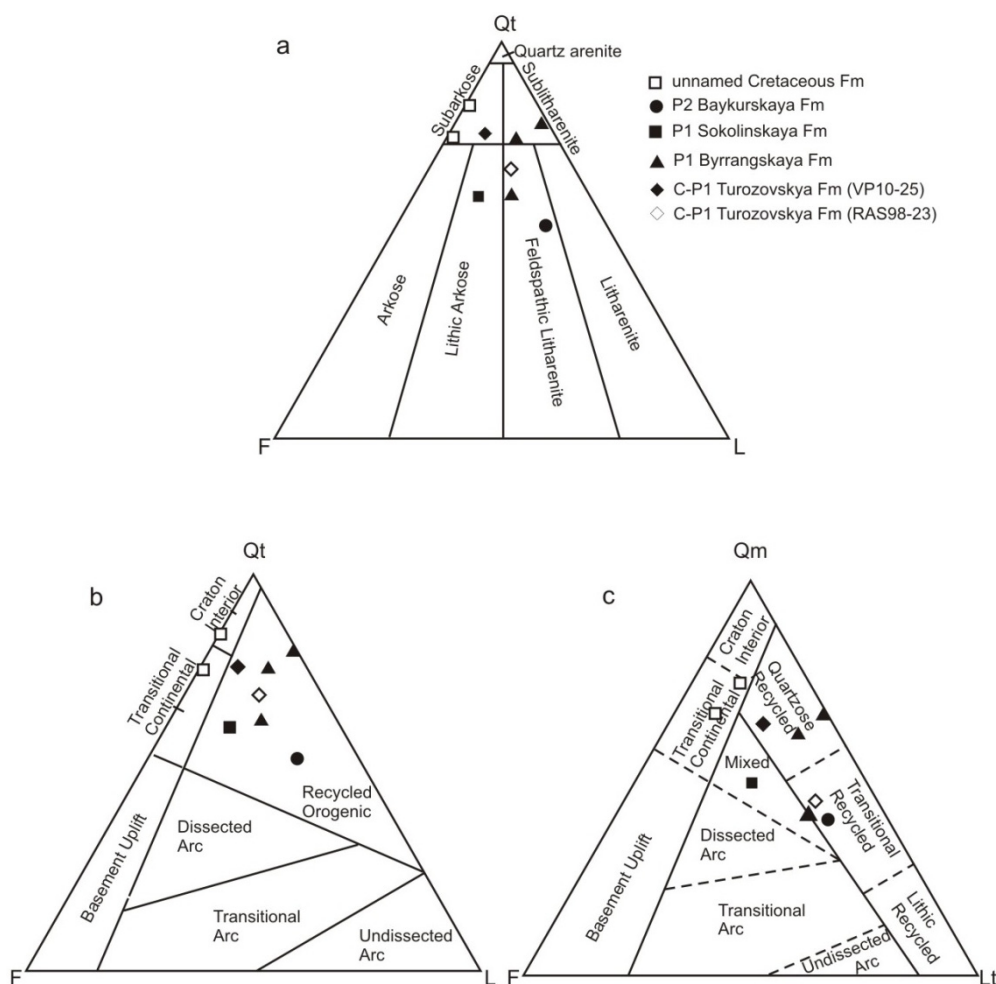 a
Qt
Quartz arenite
Subarkose
Sublitharenite
Arkose
Lithic Arkose
Feldspathic Litharenite
Litharenite
F
L
unnamed Cretaceous Fm
P2 Baykurskaya Fm
P1 Sokolinskaya Fm
P1 Byrrangskaya Fm
C-P1 Turozovskya Fm (VP10-25)
C-P1 Turozovskya Fm (RAS98-23)
b
Qt
Craton
Interior
Transitional
Continental
Recycled
Orogenic
Basement Uplift
Dissected
Arc
Transitional
Arc
Undissected
Arc
F
L
c
Qm
Craton
Interior
Transitional
Continental
Quartzose
Recycled
Mixed
Transitional
Recycled
Dissected
Arc
Basement Uplift
Transitional
Arc
Lithic
Recycled
Undissected
Arc
F
Lt